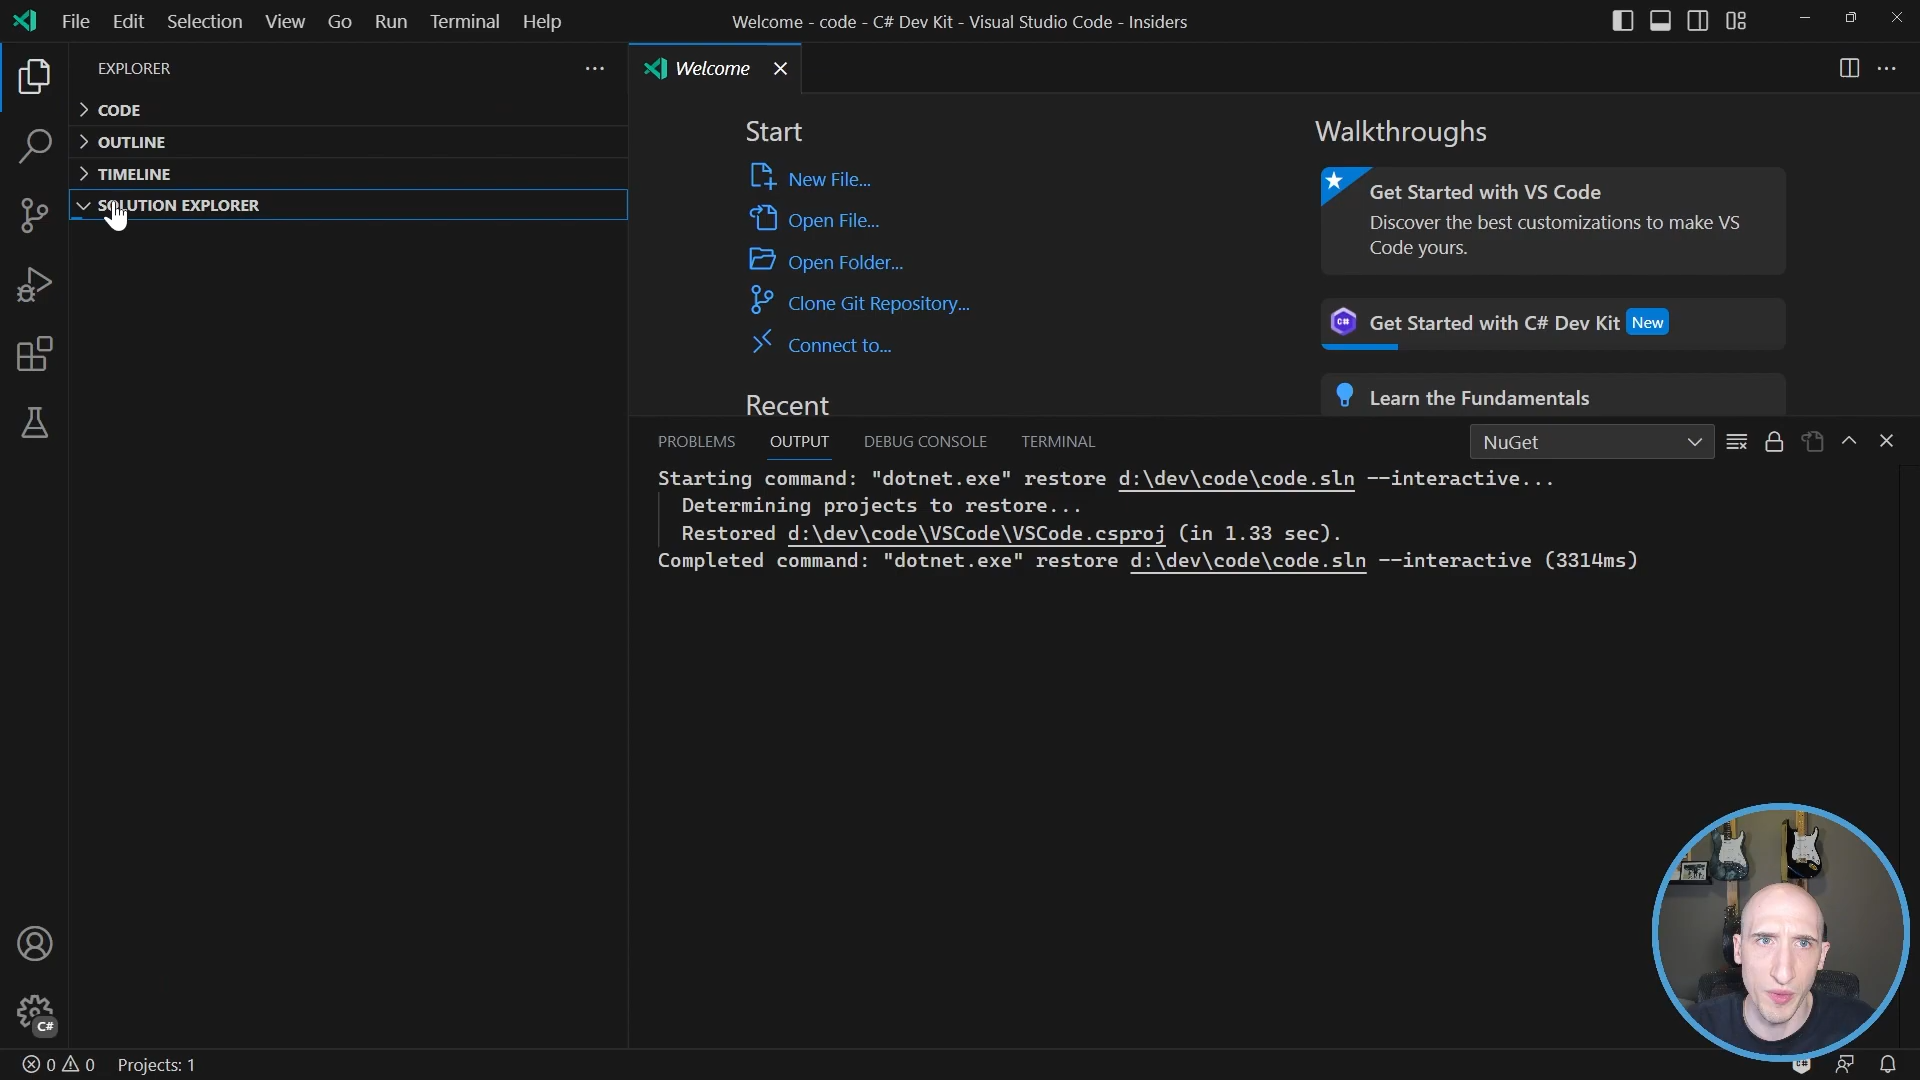 File Edit Selection View Go Run Terminal Help
Welcome - code - C# Dev Kit - Visual Studio Code - Insiders
EXPLORER
CODE
OUTLINE
TIMELINE
SOLUTION EXPLORER
Welcome
Start
New File...
Open File...
Open Folder...
Clone Git Repository...
Connect to...
Recent
Walkthroughs
Get Started with VS Code
Discover the best customizations to make VS
Code yours.
C# Get Started with C# Dev Kit New
Learn the Fundamentals
PROBLEMS OUTPUT DEBUG CONSOLE TERMINAL
NuGet
Starting command: "dotnet.exe" restore d:\dev\code\code.sln --interactive...
Determining projects to restore...
Restored d:\dev\code\VSCode\VSCode.csproj (in 1.33 sec).
Completed command: "dotnet.exe" restore d:\dev\code\code.sln --interactive (3314ms)
C#
0 0 Projects: 1
C#